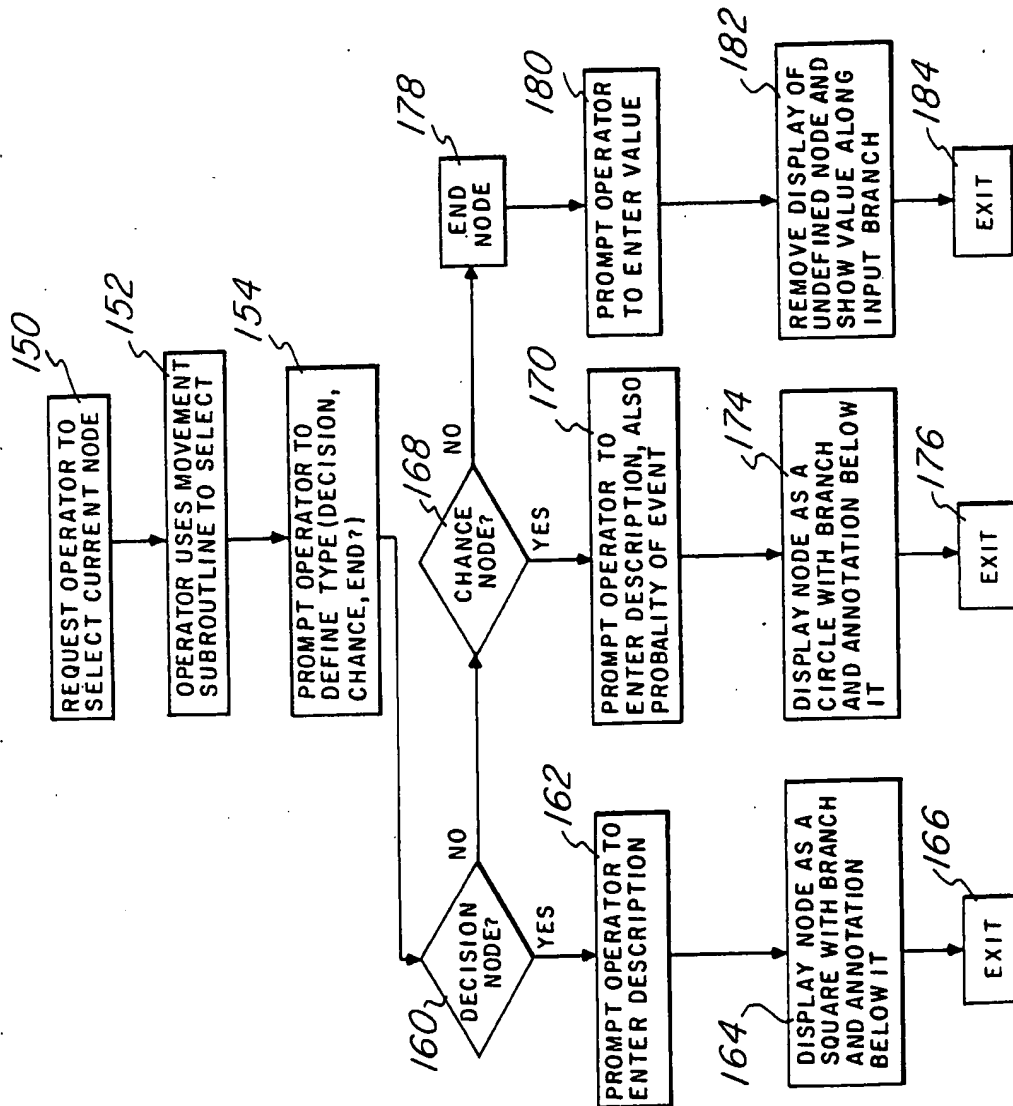 150
REQUEST OPERATOR TO
SELECT CURRENT NODE
152
OPERATOR USES MOVEMENT
SUBROUTLINE TO SELECT
154
PROMPT OPERATOR TO
DEFINE TYPE (DECISION,
CHANCE, END?)
160
DECISION
NODE?
NO
YES
162
PROMPT OPERATOR TO
ENTER DESCRIPTION
164
DISPLAY NODE AS A
SQUARE WITH BRANCH
AND ANNOTATION
BELOW IT
166
EXIT
168
CHANCE
NODE?
NO
YES
170
PROMPT OPERATOR TO
ENTER DESCRIPTION, ALSO
PROBALITY OF EVENT
174
DISPLAY NODE AS A
CIRCLE WITH BRANCH
AND ANNOTATION BELOW
IT
176
EXIT
178
END
NODE
180
PROMPT OPERATOR
TO ENTER VALUE
182
REMOVE DISPLAY OF
UNDEFINED NODE AND
SHOW VALUE ALONG
INPUT BRANCH
184
EXIT